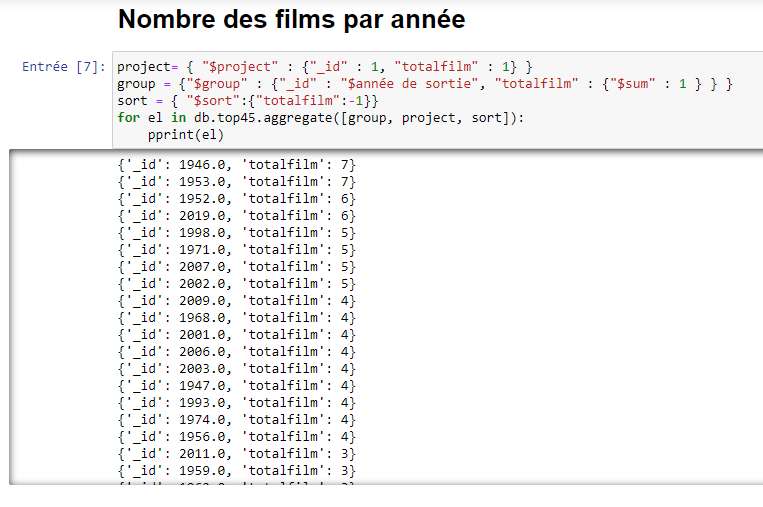 Nombre des films par année
Entrée [7]: project= { "$project" : {"_id" : 1, "totalfilm" : 1} }
group = {"$group" : {"_id" : "$année de sortie", "totalfilm" : {"$sum" : 1 } } }
sort = { "$sort":{"totalfilm":-1}}
for el in db.top45.aggregate([group, project, sort]):
    pprint(el)
{'_id': 1946.0, 'totalfilm': 7}
{'_id': 1953.0, 'totalfilm': 7}
{'_id': 1952.0, 'totalfilm': 6}
{'_id': 2019.0, 'totalfilm': 6}
{'_id': 1998.0, 'totalfilm': 5}
{'_id': 1971.0, 'totalfilm': 5}
{'_id': 2007.0, 'totalfilm': 5}
{'_id': 2002.0, 'totalfilm': 5}
{'_id': 2009.0, 'totalfilm': 4}
{'_id': 1968.0, 'totalfilm': 4}
{'_id': 2001.0, 'totalfilm': 4}
{'_id': 2006.0, 'totalfilm': 4}
{'_id': 2003.0, 'totalfilm': 4}
{'_id': 1947.0, 'totalfilm': 4}
{'_id': 1993.0, 'totalfilm': 4}
{'_id': 1974.0, 'totalfilm': 4}
{'_id': 1956.0, 'totalfilm': 4}
{'_id': 2011.0, 'totalfilm': 3}
{'_id': 1959.0, 'totalfilm': 3}